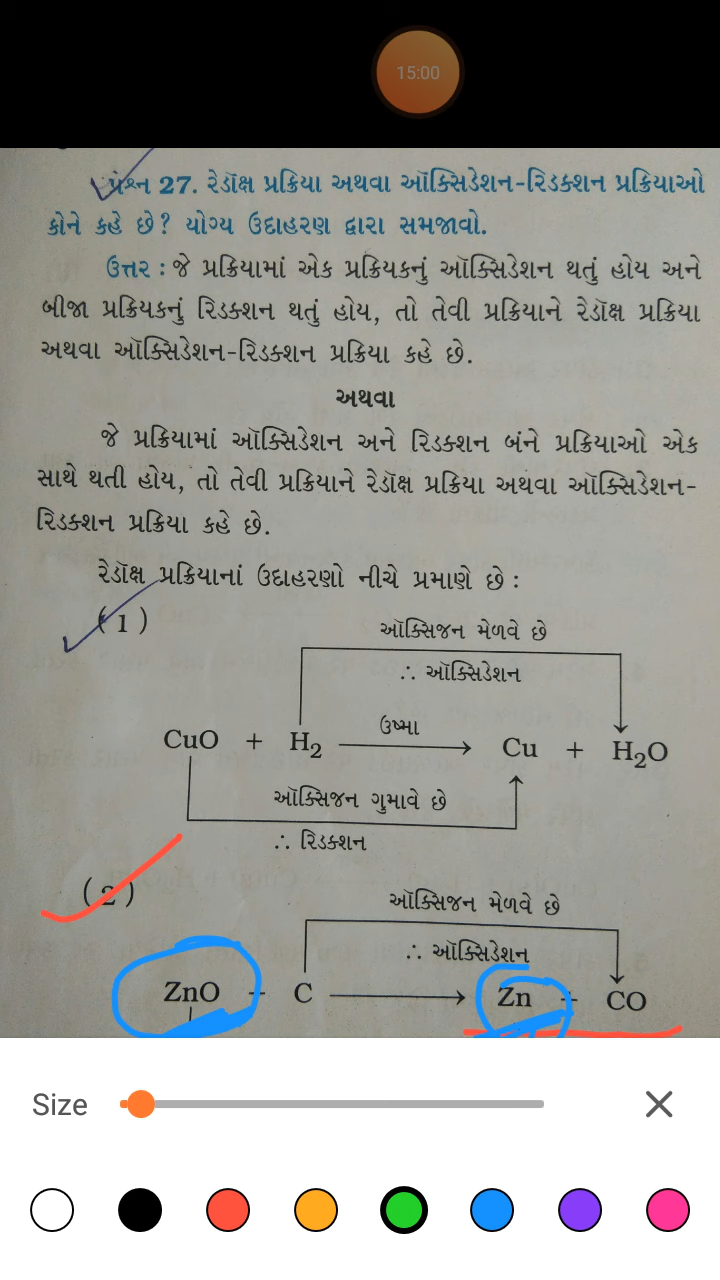 15:00
પ્રશ્ન 27. રેડૉક્ષ પ્રક્રિયા અથવા ઑક્સિડેશન-રિડક્શન પ્રક્રિયાઓ
કોને કહે છે? યોગ્ય ઉદાહરણ દ્વારા સમજાવો.
ઉત્તર : જે પ્રક્રિયામાં એક પ્રક્રિયકનું ઑક્સિડેશન થતું હોય અને
બીજા પ્રક્રિયકનું રિડક્શન થતું હોય, તો તેવી પ્રક્રિયાને રેડૉક્ષ પ્રક્રિયા
અથવા ઑક્સિડેશન-રિડક્શન પ્રક્રિયા કહે છે.
અથવા
જે પ્રક્રિયામાં ઑક્સિડેશન અને રિડક્શન બંને પ્રક્રિયાઓ એક
સાથે થતી હોય, તો તેવી પ્રક્રિયાને રેડૉક્ષ પ્રક્રિયા અથવા ઑક્સિડેશન-
રિડક્શન પ્રક્રિયા કહે છે.
રેડૉક્ષ પ્રક્રિયાનાં ઉદાહરણો નીચે પ્રમાણે છે :
(1)
ઑક્સિજન મેળવે છે
∴ ઑક્સિડેશન
ઉષ્મા
CuO + H₂ ⟶ Cu + H₂O
ઑક્સિજન ગુમાવે છે
∴ રિડક્શન
(2)
ઑક્સિજન મેળવે છે
∴ ઑક્સિડેશન
ZnO + C ⟶ Zn + CO
Size